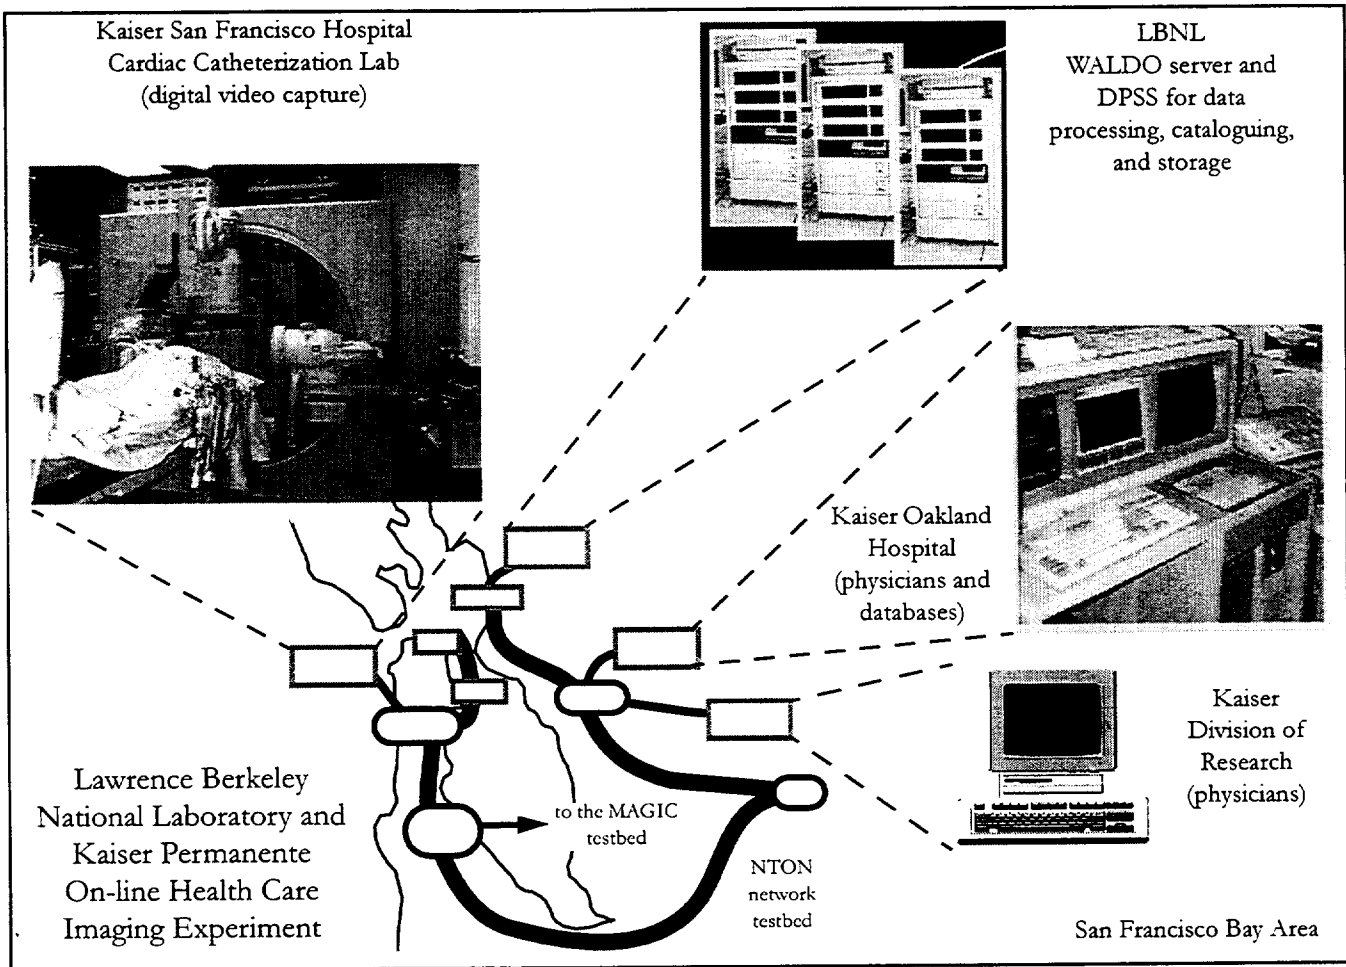 Kaiser San Francisco Hospital
Cardiac Catheterization Lab
(digital video capture)
LBNL
WALDO server and
DPSS for data
processing, cataloguing,
and storage
Kaiser Oakland
Hospital
(physicians and
databases)
Kaiser
Division of
Research
(physicians)
Lawrence Berkeley
National Laboratory and
Kaiser Permanente
On-line Health Care
Imaging Experiment
to the MAGIC
testbed
NTON
network
testbed
San Francisco Bay Area